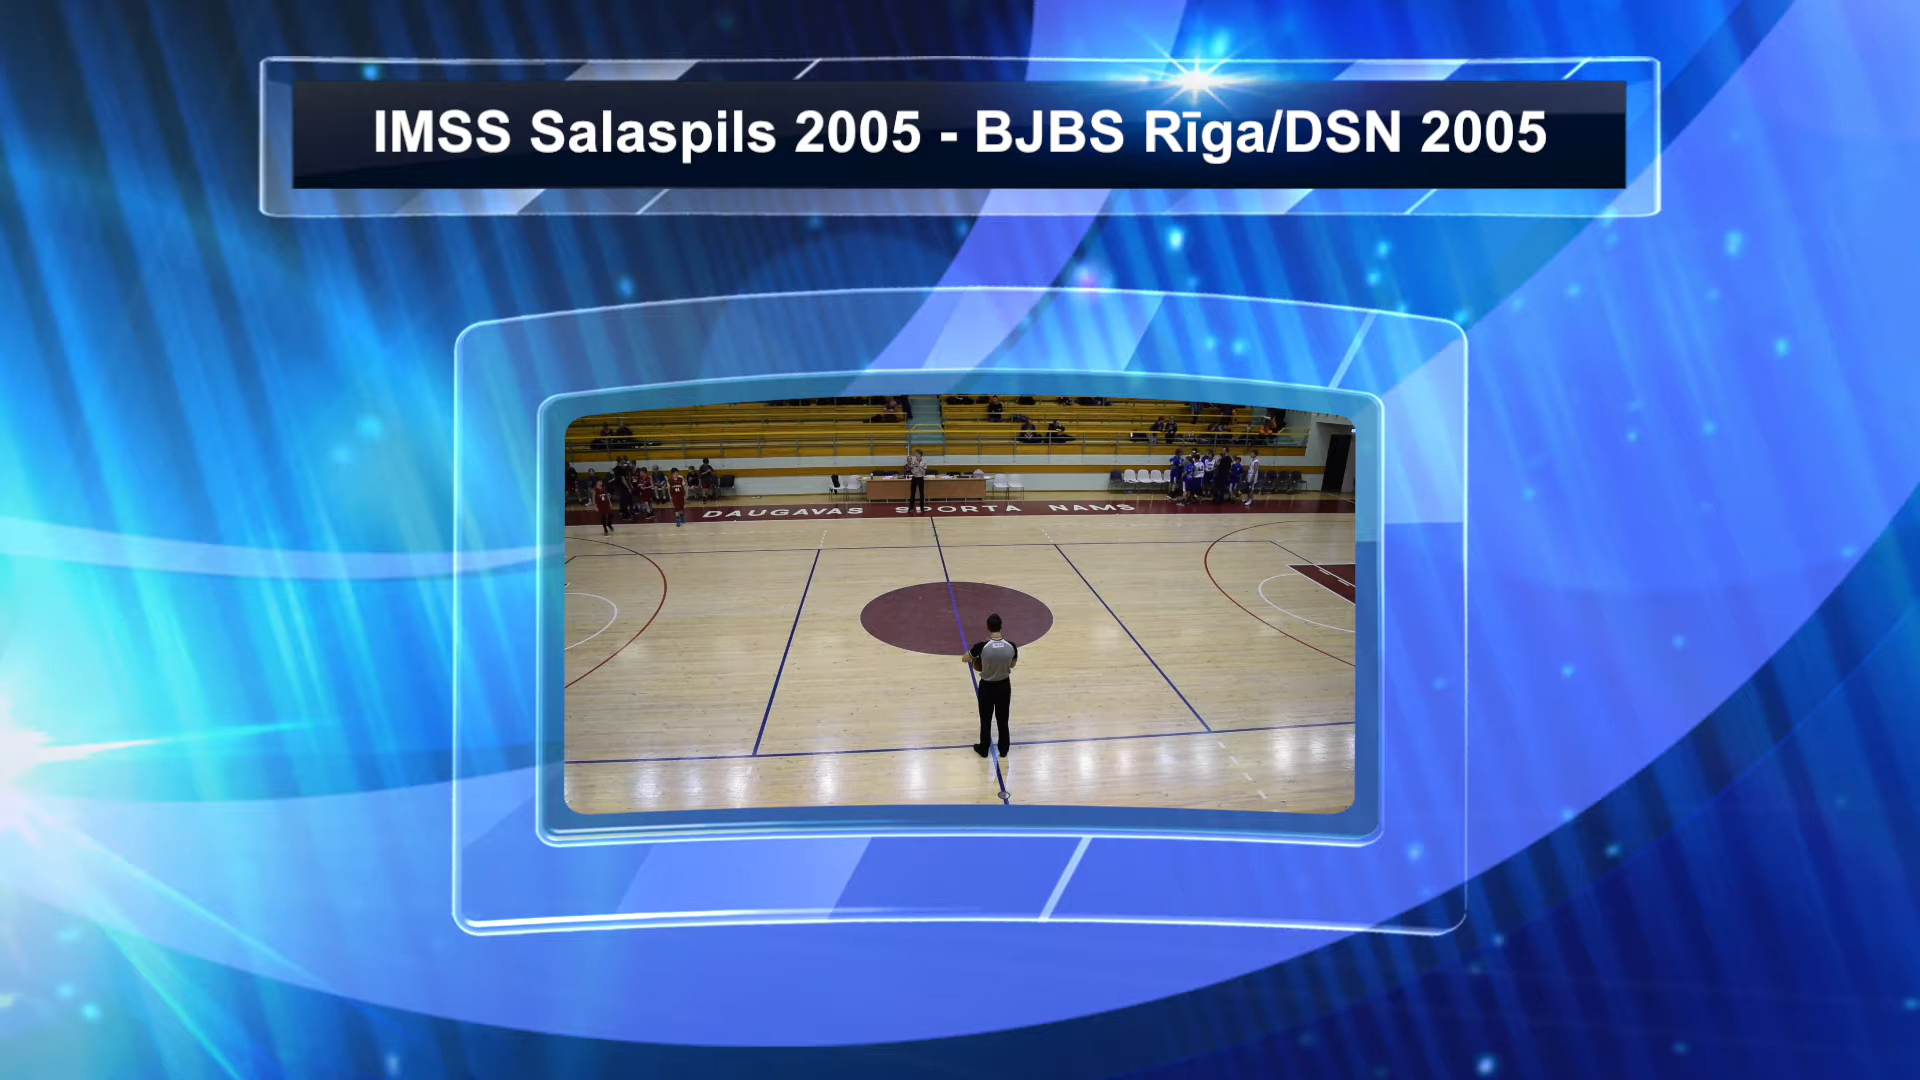 IMSS Salaspils 2005 - BJBS Rīga/DSN 2005
DAUGAVAS SPORTA NAMS